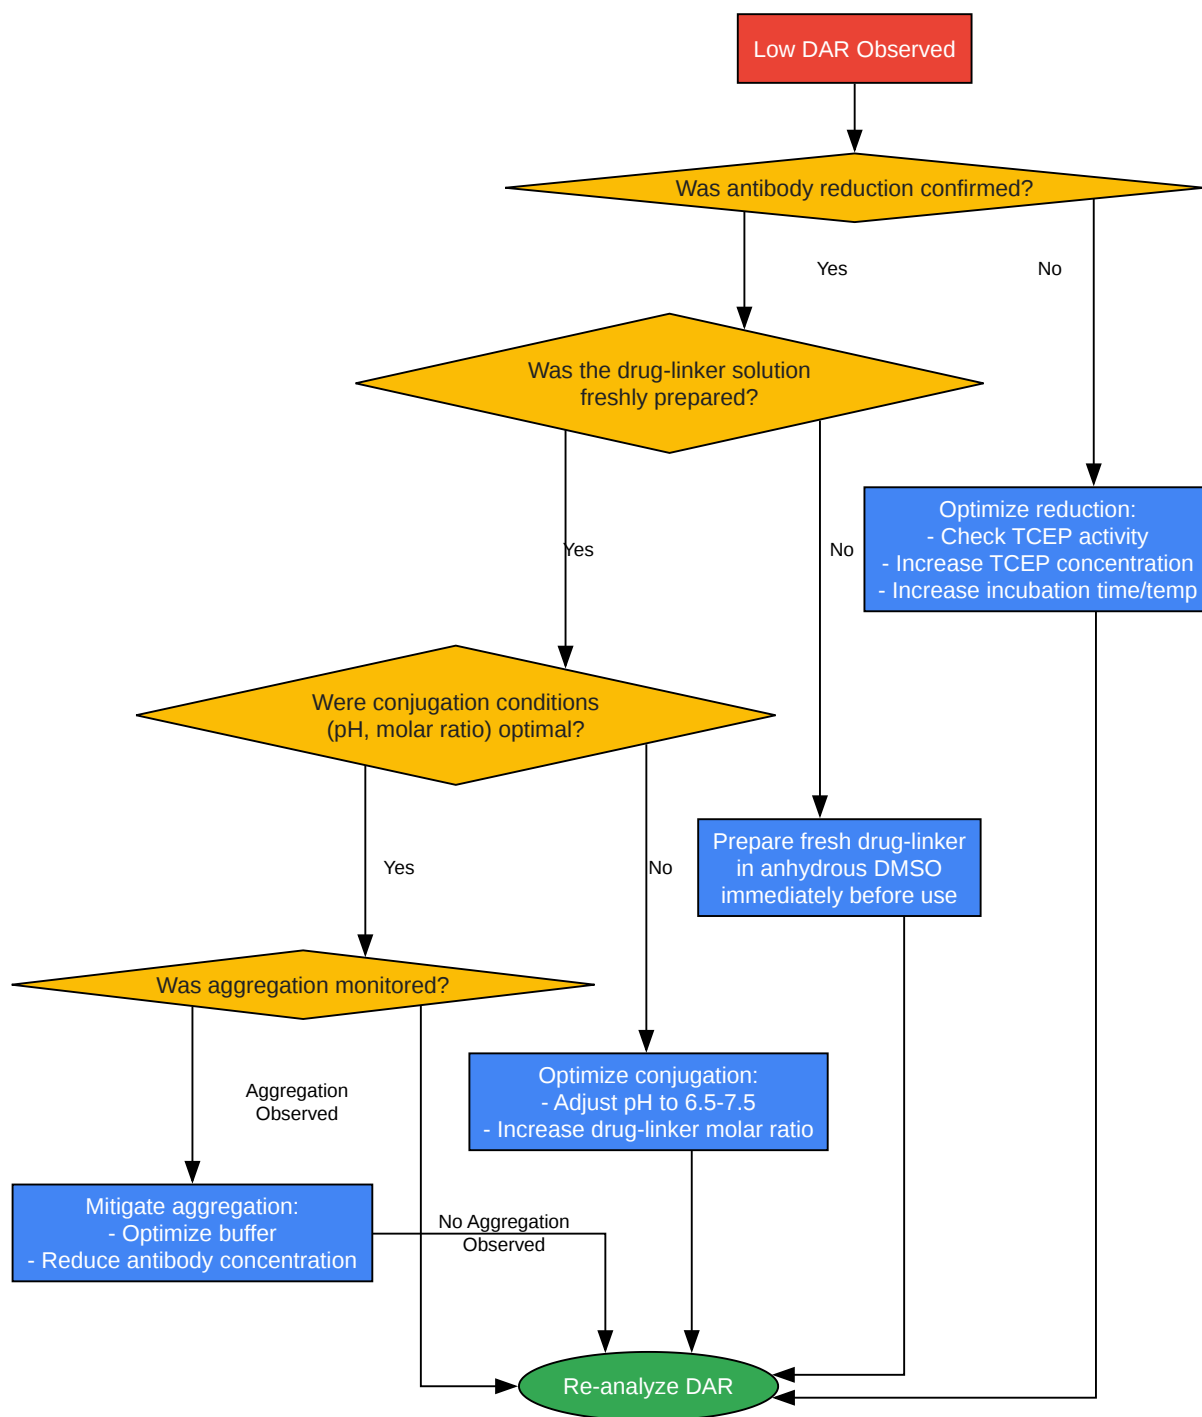 Low DAR Observed
Was antibody reduction confirmed?
Yes
No
Was the drug-linker solution
freshly prepared?
Optimize reduction:
- Check TCEP activity
- Increase TCEP concentration
- Increase incubation time/temp
Yes
No
Were conjugation conditions
(pH, molar ratio) optimal?
Prepare fresh drug-linker
in anhydrous DMSO
immediately before use
Yes
No
Was aggregation monitored?
Optimize conjugation:
- Adjust pH to 6.5-7.5
- Increase drug-linker molar ratio
Aggregation
Observed
Mitigate aggregation:
- Optimize buffer
- Reduce antibody concentration
No Aggregation
Observed
Re-analyze DAR